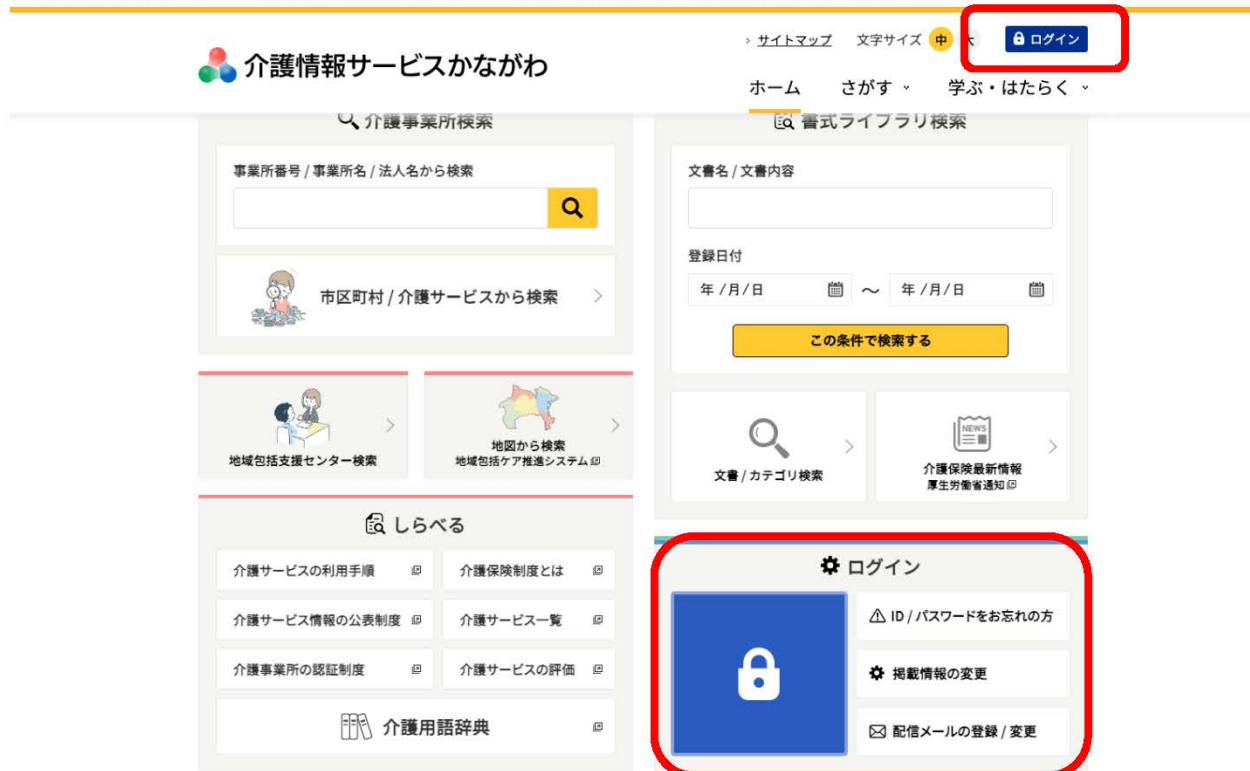 介護情報サービスかながわ
サイトマップ 文字サイズ 中 ログイン
ホーム さがす 学ぶ・はたらく
介護事業所検索
事業所番号 / 事業所名 / 法人名から検索
市区町村 / 介護サービスから検索
地域包括支援センター検索
地図から検索
地域包括ケア推進システム
しらべる
介護サービスの利用手順
介護保険制度とは
介護サービス情報の公表制度
介護サービス一覧
介護事業所の認証制度
介護サービスの評価
介護用語辞典
書式ライブラリ検索
文書名 / 文書内容
登録日付
年 /月/日 ～ 年 /月/日
この条件で検索する
文書 / カテゴリ検索
NEWS
介護保険最新情報
厚生労働省通知
ログイン
ID / パスワードをお忘れの方
掲載情報の変更
配信メールの登録 / 変更